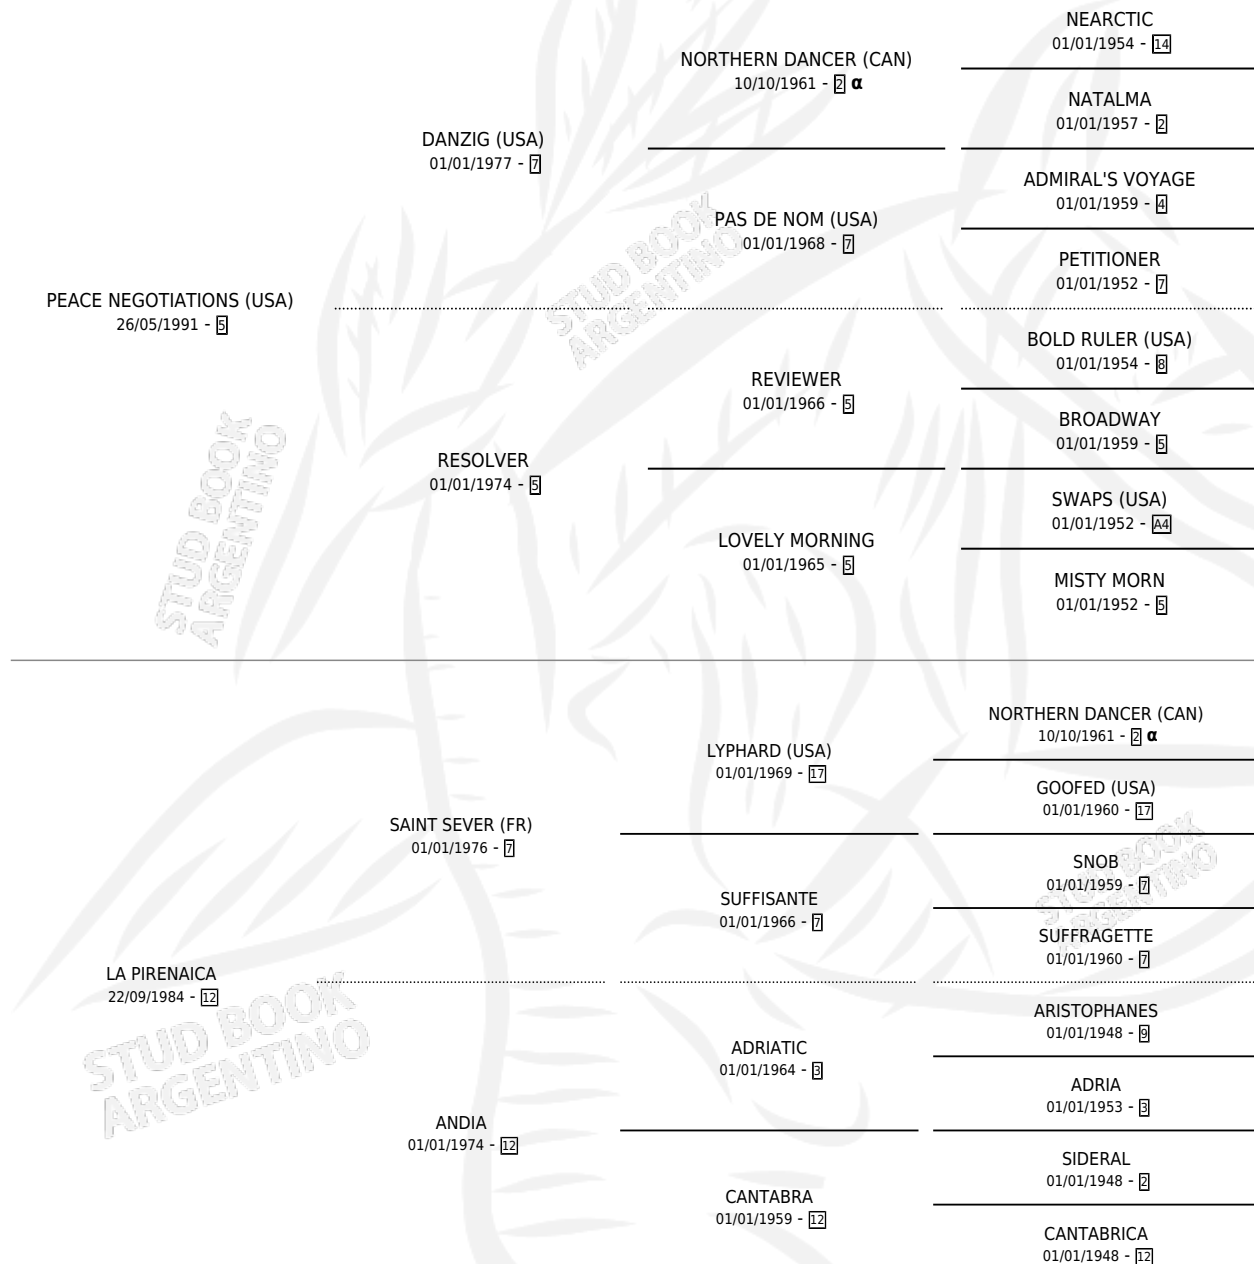 NEARCTIC
01/01/1954 - 14
NORTHERN DANCER (CAN)
10/10/1961 - 2 α
NATALMA
01/01/1957 - 2
DANZIG (USA)
01/01/1977 - 7
ADMIRAL'S VOYAGE
01/01/1959 - 4
PAS DE NOM (USA)
01/01/1968 - 7
PETITIONER
01/01/1952 - 7
PEACE NEGOTIATIONS (USA)
26/05/1991 - 5
BOLD RULER (USA)
01/01/1954 - 8
REVIEWER
01/01/1966 - 5
BROADWAY
01/01/1959 - 5
RESOLVER
01/01/1974 - 5
SWAPS (USA)
01/01/1952 - A4
LOVELY MORNING
01/01/1965 - 5
MISTY MORN
01/01/1952 - 5
NORTHERN DANCER (CAN)
10/10/1961 - 2 α
LYPHARD (USA)
01/01/1969 - 17
GOOFED (USA)
01/01/1960 - 17
SAINT SEVER (FR)
01/01/1976 - 7
SNOB
01/01/1959 - 7
SUFFISANTE
01/01/1966 - 7
SUFFRAGETTE
01/01/1960 - 7
LA PIRENAICA
22/09/1984 - 12
ARISTOPHANES
01/01/1948 - 9
ADRIATIC
01/01/1964 - 3
ADRIA
01/01/1953 - 3
ANDIA
01/01/1974 - 12
SIDERAL
01/01/1948 - 2
CANTABRA
01/01/1959 - 12
CANTABRICA
01/01/1948 - 12
STUD BOOK
ARGENTINO
STUD BOOK
ARGENTINO
STUD BOOK
ARGENTINO
STUD BOOK
ARGENTINO